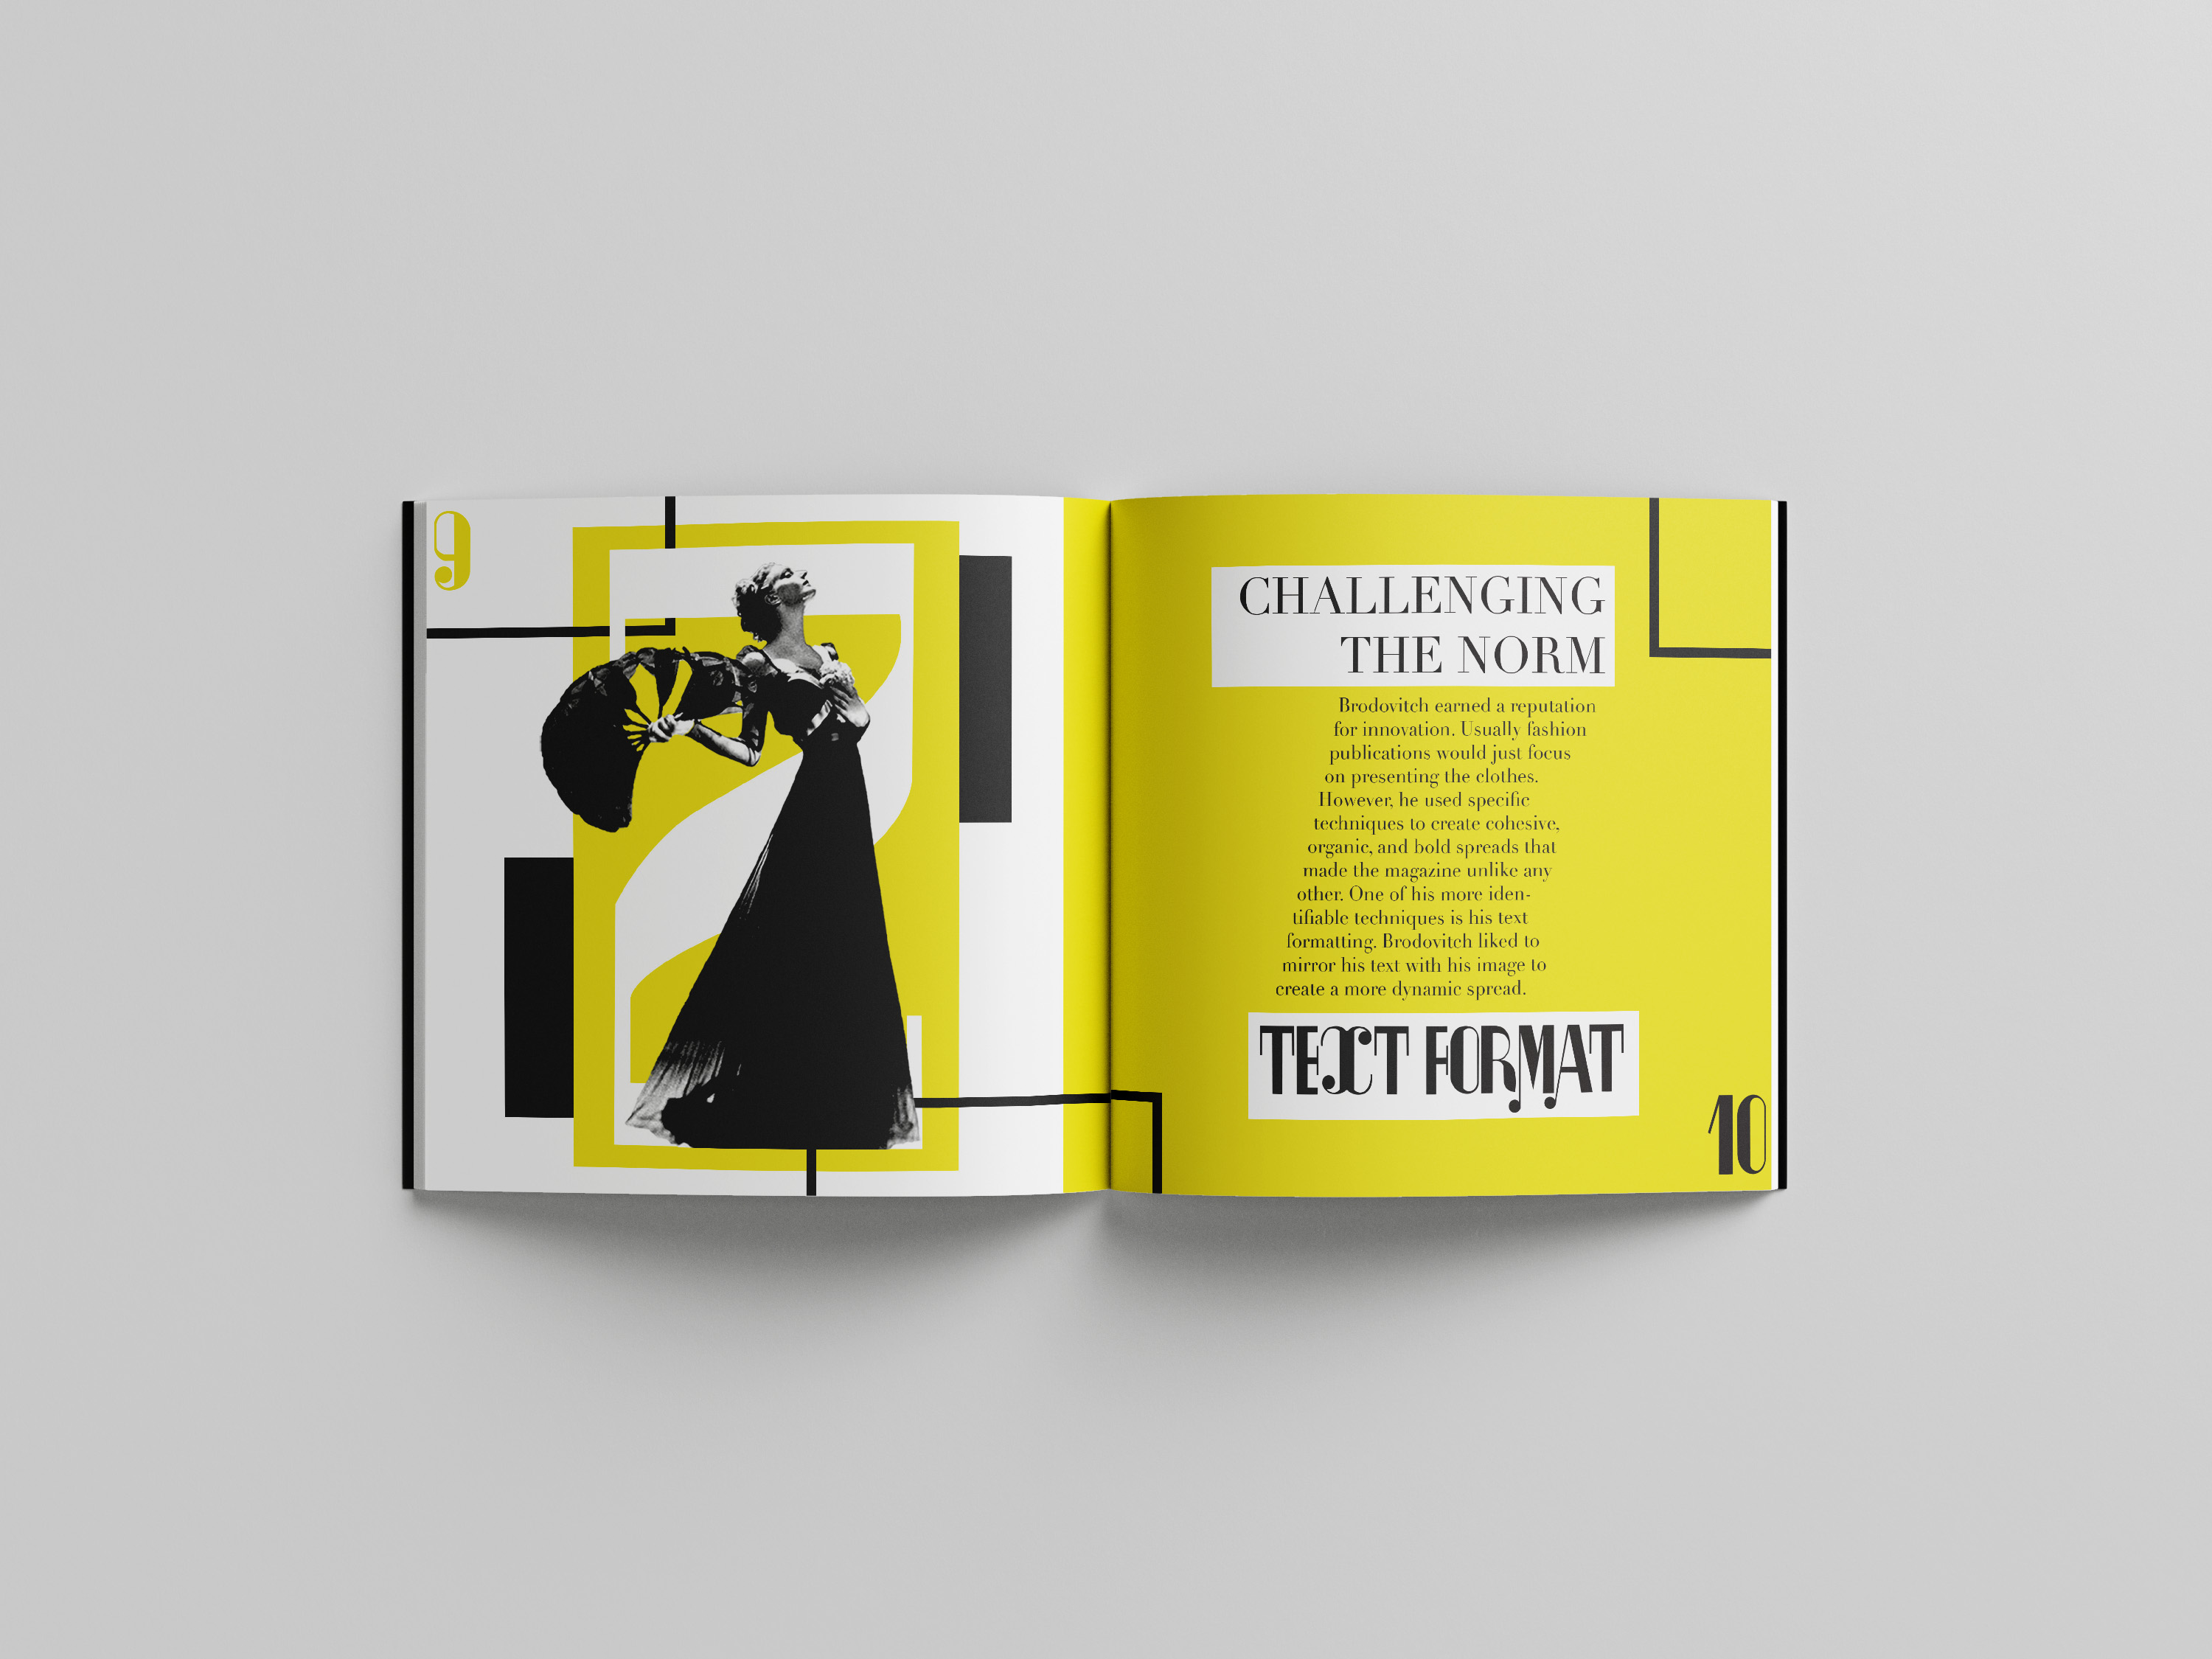 9
CHALLENGING
THE NORM
Brodovitch earned a reputation
for innovation. Usually fashion
publications would just focus
on presenting the clothes.
However, he used specific
techniques to create cohesive,
organic, and bold spreads that
made the magazine unlike any
other. One of his more iden-
tifiable techniques is his text
formatting. Brodovitch liked to
mirror his text with his image to
create a more dynamic spread.
TEXT FORMAT
10